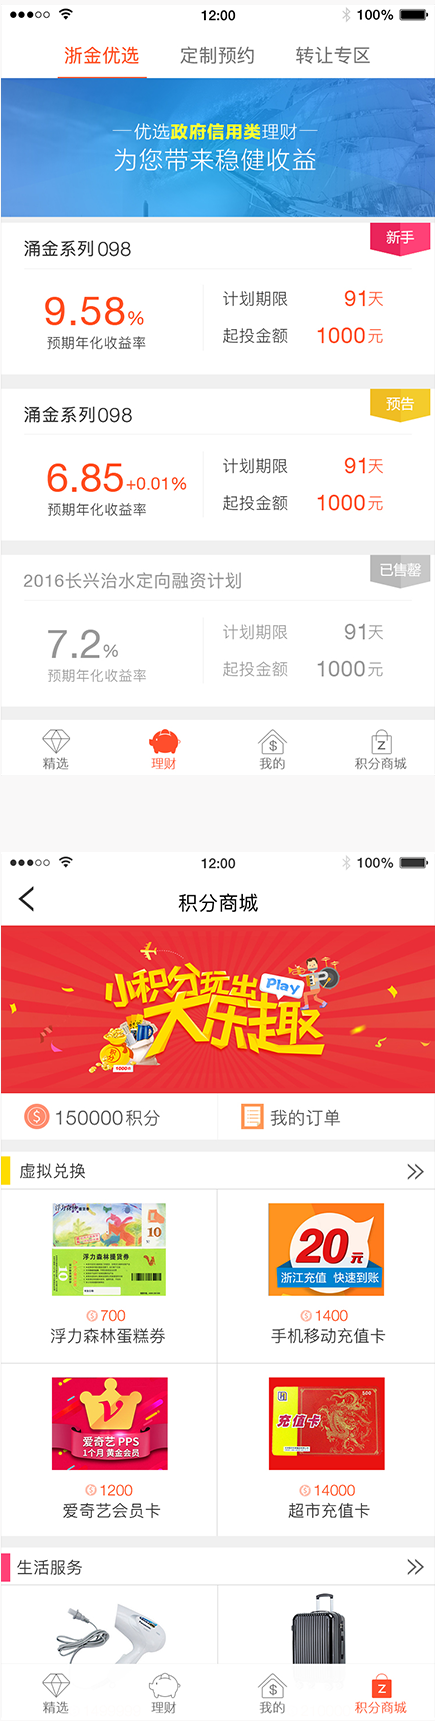 12:00 100%
浙金优选 定制预约 转让专区
优选政府信用类理财
为您带来稳健收益
涌金系列098 新手
9.58% 计划期限 91天
预期年化收益率 起投金额 1000元
涌金系列098 预告
6.85+0.01% 计划期限 91天
预期年化收益率 起投金额 1000元
2016长兴治水定向融资计划 已售罄
7.2% 计划期限 91天
预期年化收益率 起投金额 1000元
精选 理财 我的 积分商城
12:00 100%
积分商城
小积分玩出 Play
大乐趣
150000积分 我的订单
虚拟兑换
浮力森林提货券 10
20元
浙江充值 快速到账
700 1400
浮力森林蛋糕券 手机移动充值卡
爱奇艺 PPS
1个月 黄金会员
充值卡 500
1200 14000
爱奇艺会员卡 超市充值卡
生活服务
精选 理财 我的 积分商城